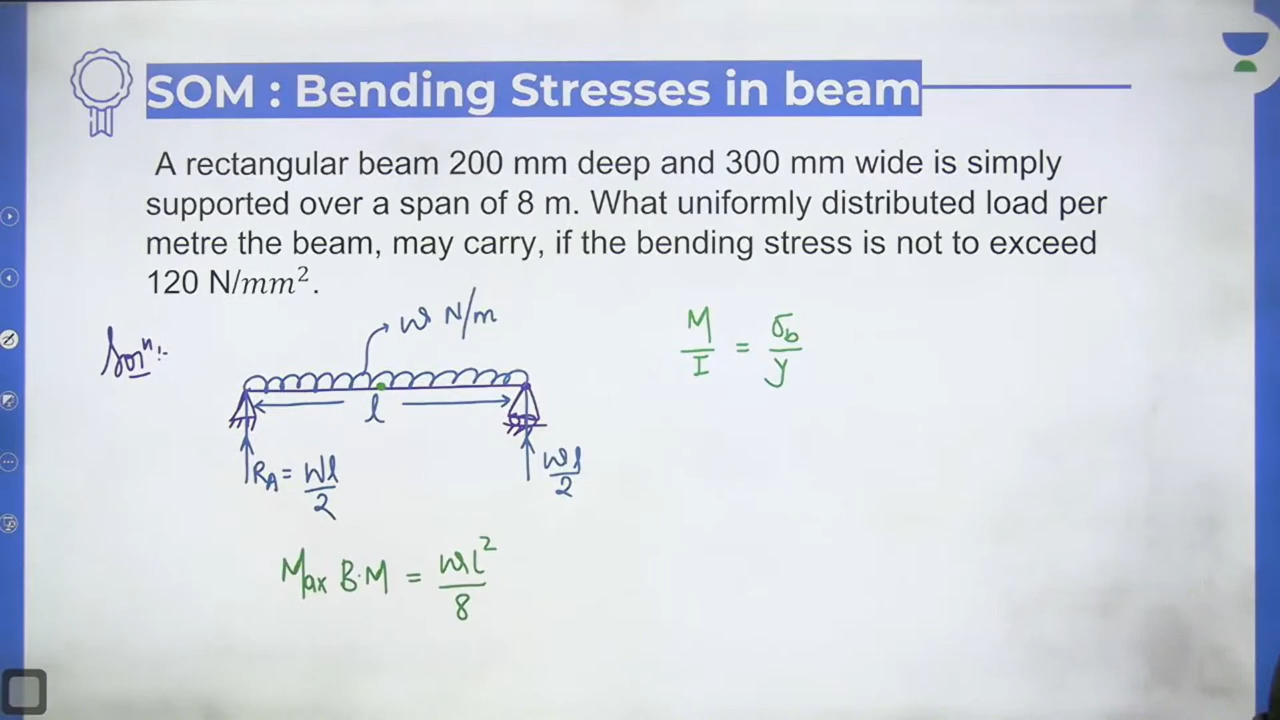 SOM : Bending Stresses in beam
A rectangular beam 200 mm deep and 300 mm wide is simply
supported over a span of 8 m. What uniformly distributed load per
metre the beam, may carry, if the bending stress is not to exceed
120 N/mm².
Solⁿ:-
w N/m
l
R_A = wl/2
wl/2
Max B.M = wl²/8
M/I = σ_b/y